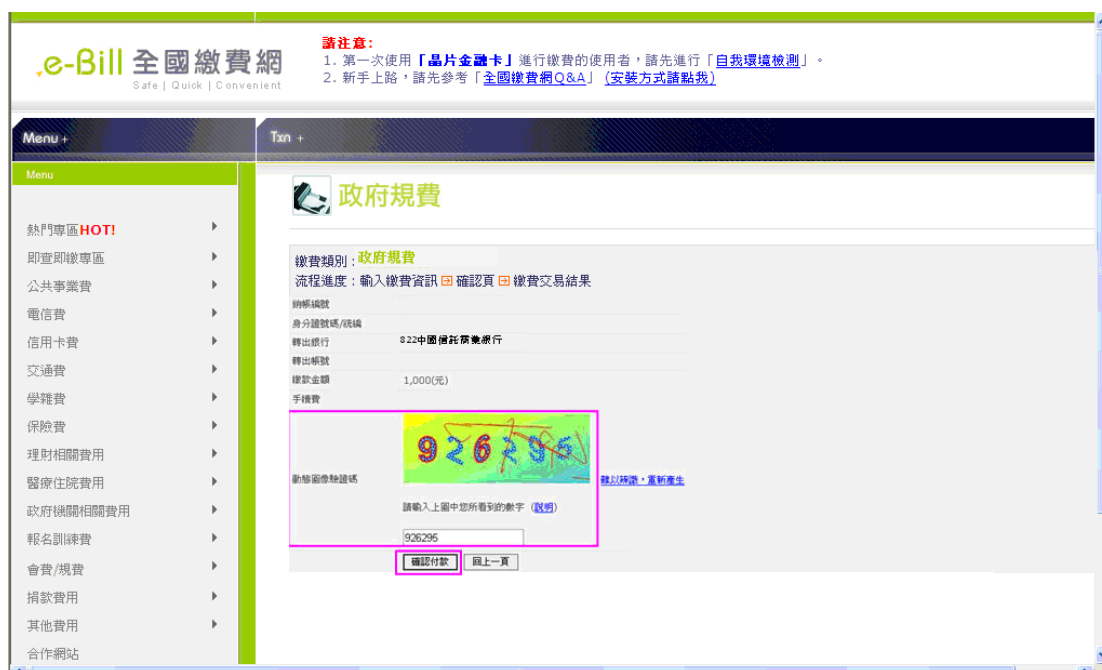 .e-Bill 全國繳費網
Safe | Quick | Convenient
請注意:
1. 第一次使用「晶片金融卡」進行繳費的使用者，請先進行「自我環境檢測」。
2. 新手上路，請先參考「全國繳費網Q&A」 (安裝方式請點我)
Menu +
Txn +
Menu
熱門專區HOT!
即查即繳專區
公共事業費
電信費
信用卡費
交通費
學雜費
保險費
理財相關費用
醫療住院費用
政府機關相關費用
報名訓練費
會費/規費
捐款費用
其他費用
合作網站
政府規費
繳費類別：政府規費
流程進度：輸入繳費資訊 確認頁 繳費交易結果
銷帳編號
身分證號碼/統編
轉出銀行 822中國信託商業銀行
轉出帳號
繳款金額 1,000(元)
手續費
動態圖像驗證碼
926295
難以辨識，重新產生
請輸入上圖中您所看到的數字 (說明)
926295
確認付款 回上一頁